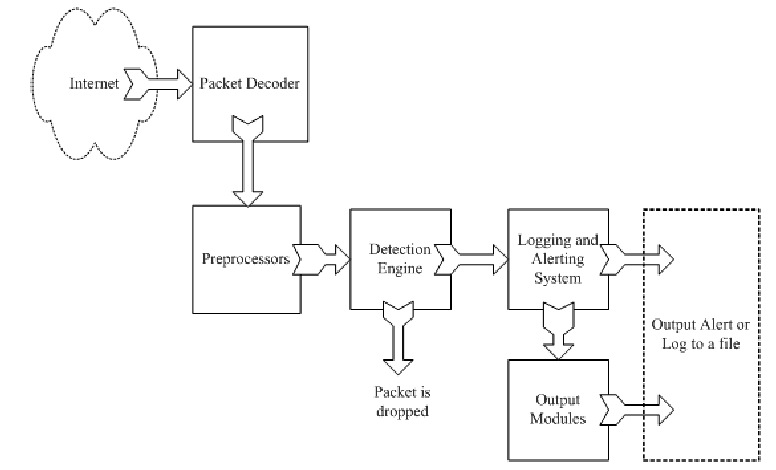 Internet
Packet Decoder
Preprocessors
Detection
Engine
Logging and
Alerting
System
Output Alert or
Log to a file
Packet is
dropped
Output
Modules